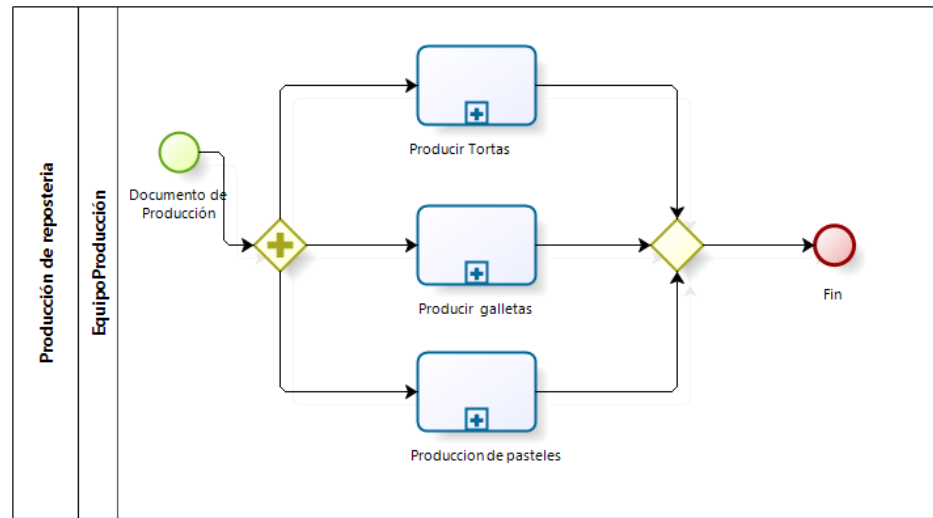 Producción de reposteria
EquipoProducción
Documento de
Producción
Producir Tortas
Producir galletas
Produccion de pasteles
Fin